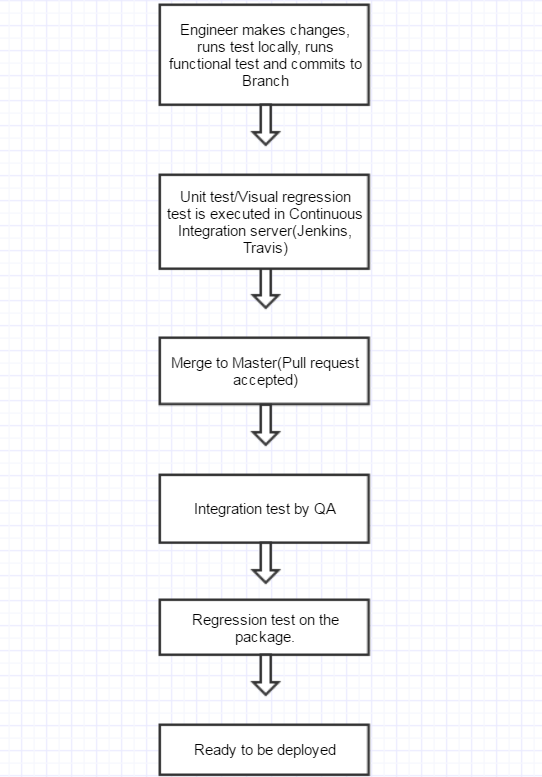 Engineer makes changes,
runs test locally, runs
functional test and commits to
Branch
Unit test/Visual regression
test is executed in Continuous
Integration server(Jenkins,
Travis)
Merge to Master(Pull request
accepted)
Integration test by QA
Regression test on the
package.
Ready to be deployed